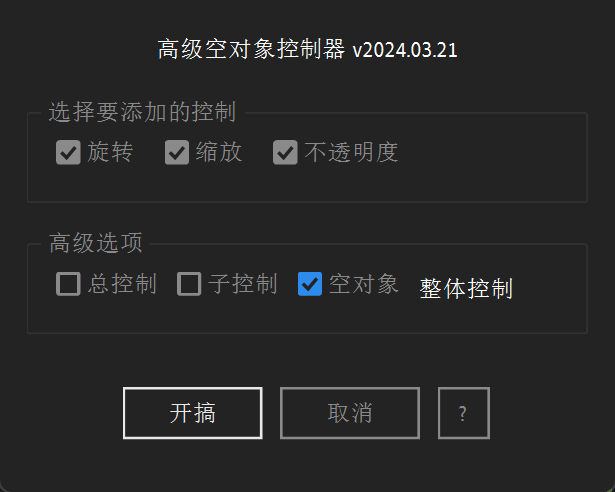 高级空对象控制器 v2024.03.21
选择要添加的控制
旋转 缩放 不透明度
高级选项
总控制 子控制 空对象 整体控制
开搞 取消 ?